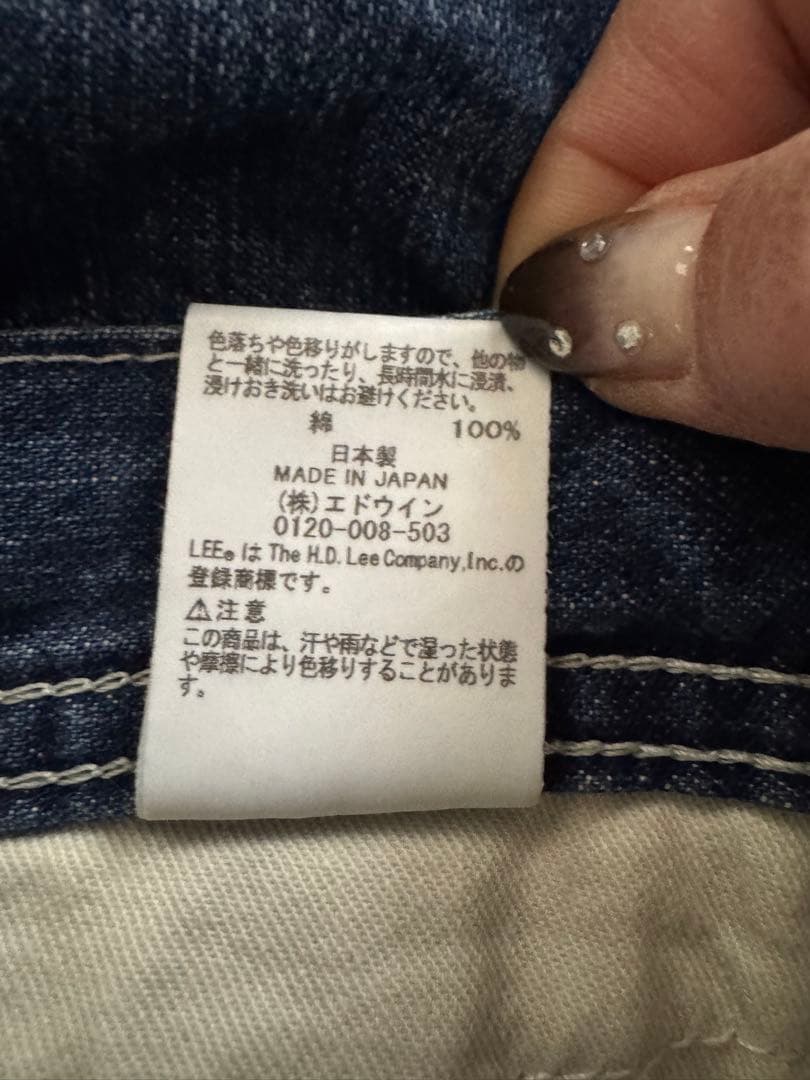 色落ちや色移りがしますので、他の物
と一緒に洗ったり、長時間水に浸漬、
浸けおき洗いはお避けください。
綿 100%
日本製
MADE IN JAPAN
(株)エドウイン
0120-008-503
LEE® は The H.D. Lee Company,Inc.の
登録商標です。
⚠注意
この商品は、汗や雨などで湿った状態
や摩擦により色移りすることがありま
す。